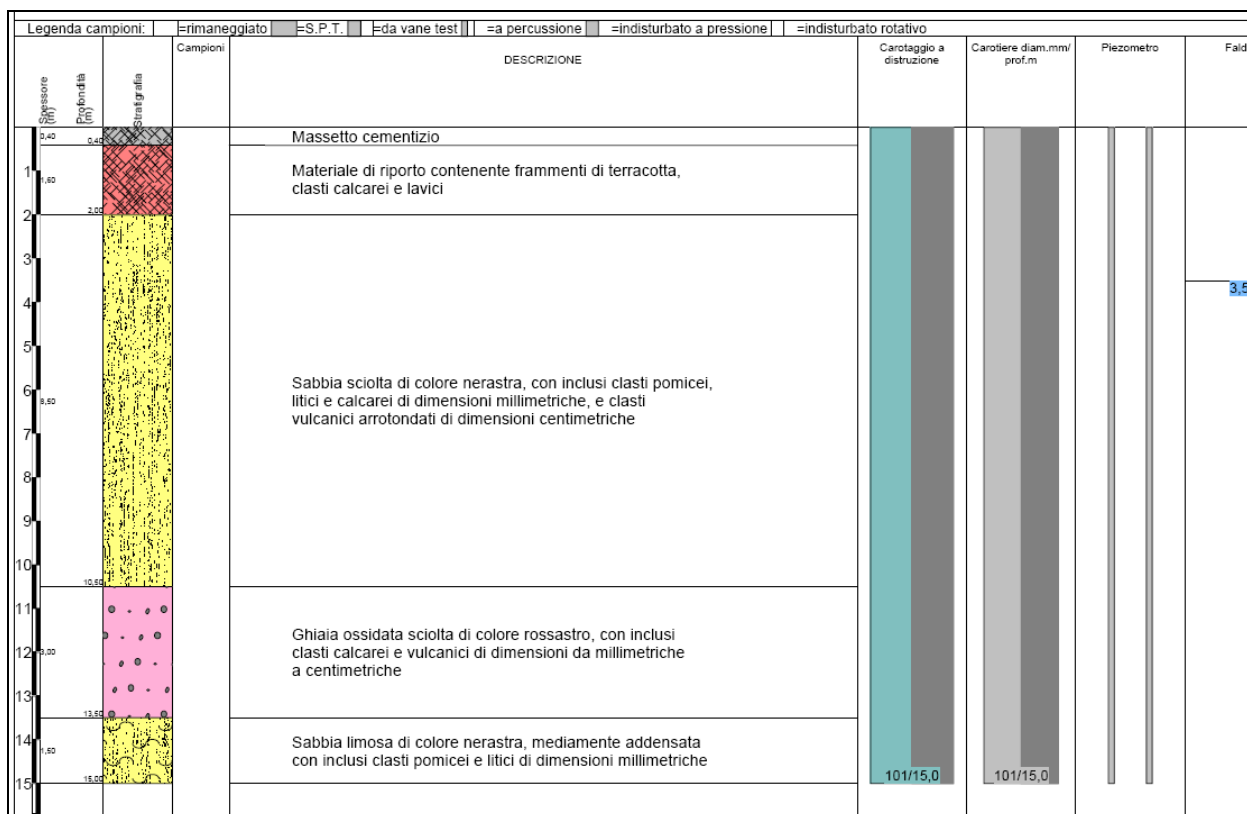 Legenda campioni: =rimaneggiato =S.P.T. =da vane test =a percussione =indisturbato a pressione =indisturbato rotativo
Spessore (m)
Profondità (m)
Stratigrafia
Campioni
DESCRIZIONE
Carotaggio a
distruzione
Carotiere diam.mm/
prof.m
Piezometro
Fald
0,40
0,40
Massetto cementizio
1
1,60
Materiale di riporto contenente frammenti di terracotta,
clasti calcarei e lavici
2,00
2
3
3,5
4
5
6
8,50
Sabbia sciolta di colore nerastra, con inclusi clasti pomicei,
litici e calcarei di dimensioni millimetriche, e clasti
vulcanici arrotondati di dimensioni centimetriche
7
8
9
10
10,50
11
12
3,00
Ghiaia ossidata sciolta di colore rossastro, con inclusi
clasti calcarei e vulcanici di dimensioni da millimetriche
a centimetriche
13
13,50
14
1,50
Sabbia limosa di colore nerastra, mediamente addensata
con inclusi clasti pomicei e litici di dimensioni millimetriche
15,00
15
101/15,0
101/15,0